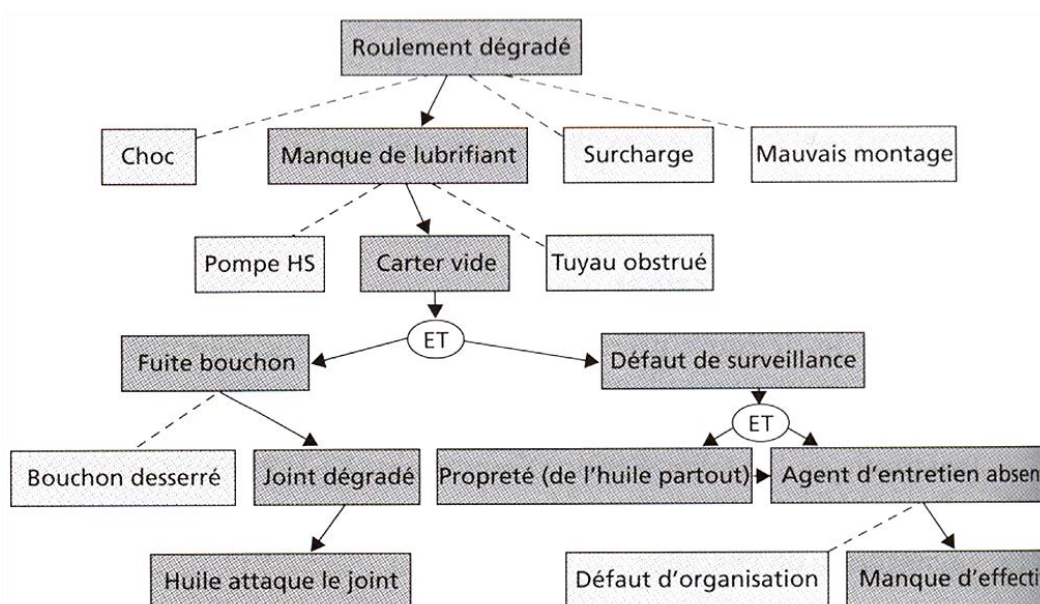 Roulement dégradé
Choc
Manque de lubrifiant
Surcharge
Mauvais montage
Pompe HS
Carter vide
Tuyau obstrué
ET
Fuite bouchon
Défaut de surveillance
ET
Bouchon desserré
Joint dégradé
Propreté (de l'huile partout)
Agent d'entretien absen
Huile attaque le joint
Défaut d'organisation
Manque d'effecti